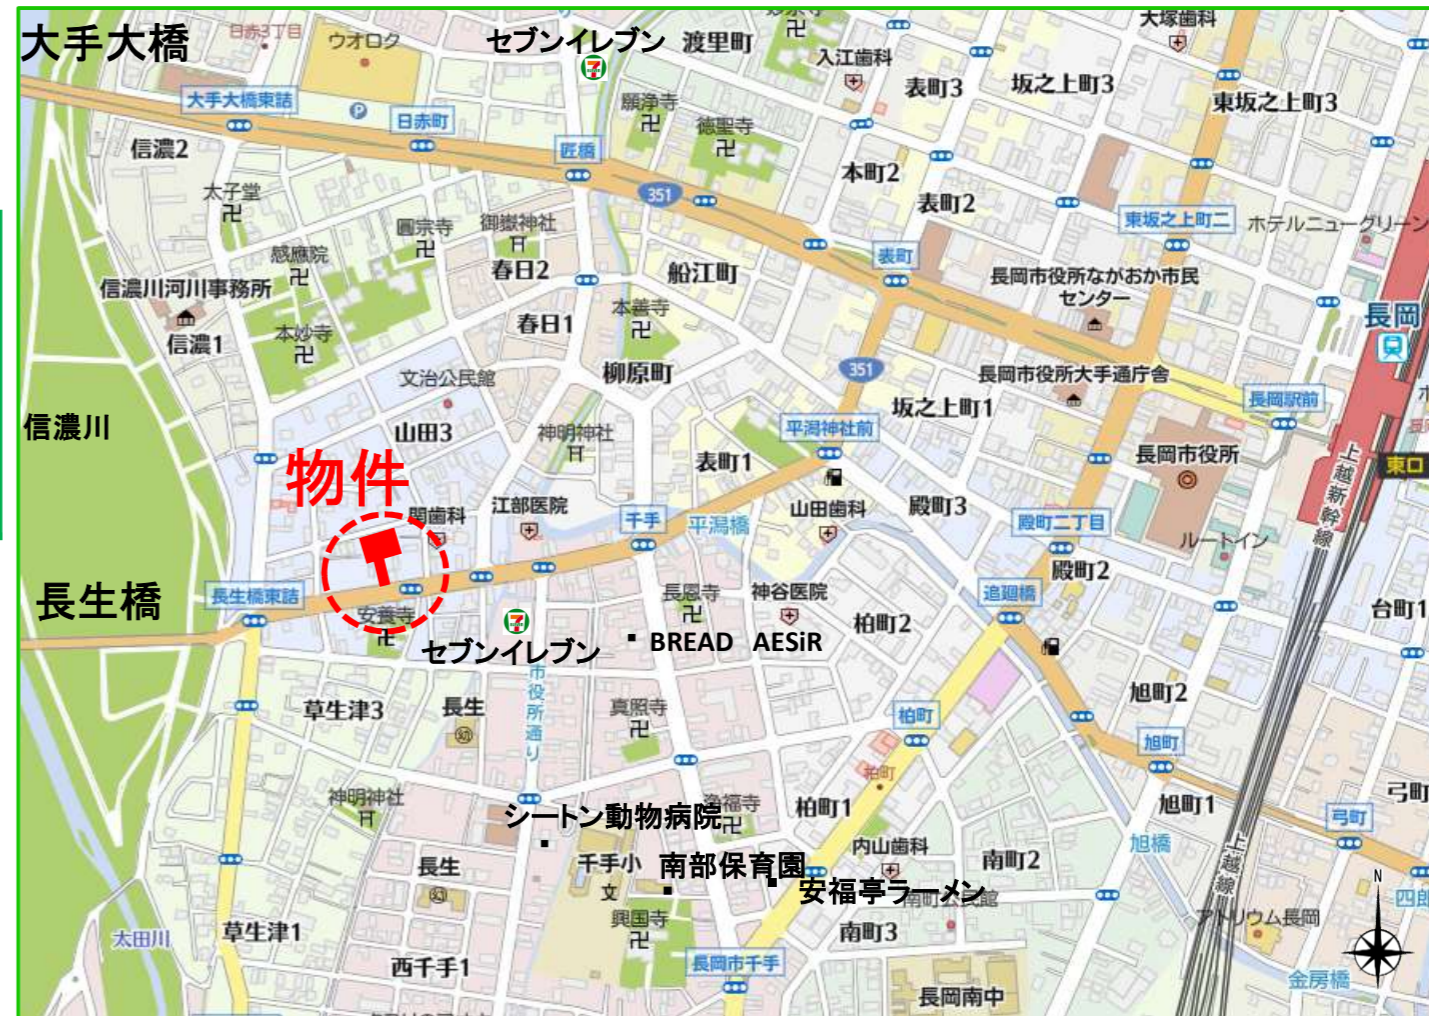 大手大橋
日赤3丁目
ウオロク
セブンイレブン
渡里町
入江歯科
大塚歯科
表町3
坂之上町3
東坂之上町3
大手大橋東詰
日赤町
匠橋
願浄寺
徳聖寺
信濃2
本町2
351
表町2
東坂之上町二
ホテルニューグリーン
太子堂
圓宗寺
御嶽神社
感應院
春日2
船江町
表町
長岡市役所ながおか市民
センター
信濃川河川事務所
本善寺
春日1
長岡
信濃1
本妙寺
文治公民館
柳原町
351
長岡市役所大手通庁舎
坂之上町1
長岡駅前
信濃川
山田3
神明神社
平潟神社前
長岡市役所
上越新幹線
東口
物件
表町1
関歯科
江部医院
千手
平潟橋
山田歯科
殿町3
殿町二丁目
ルートイン
長生橋
長生橋東詰
安養寺
長恩寺
神谷医院
殿町2
追廻橋
台町1
柏町2
セブンイレブン
BREAD AESiR
市役所通り
草生津3
長生
真照寺
柏町
旭町2
旭町
柏町
神明神社
シートン動物病院
浄福寺
柏町1
旭町1
弓町
弓町
旭橋
長生
千手小
南部保育園
内山歯科
南町2
上越線
安福亭ラーメン
N
太田川
草生津1
興国寺
南町3
アトリウム長岡
西千手1
長岡市千手
長岡南中
金房橋